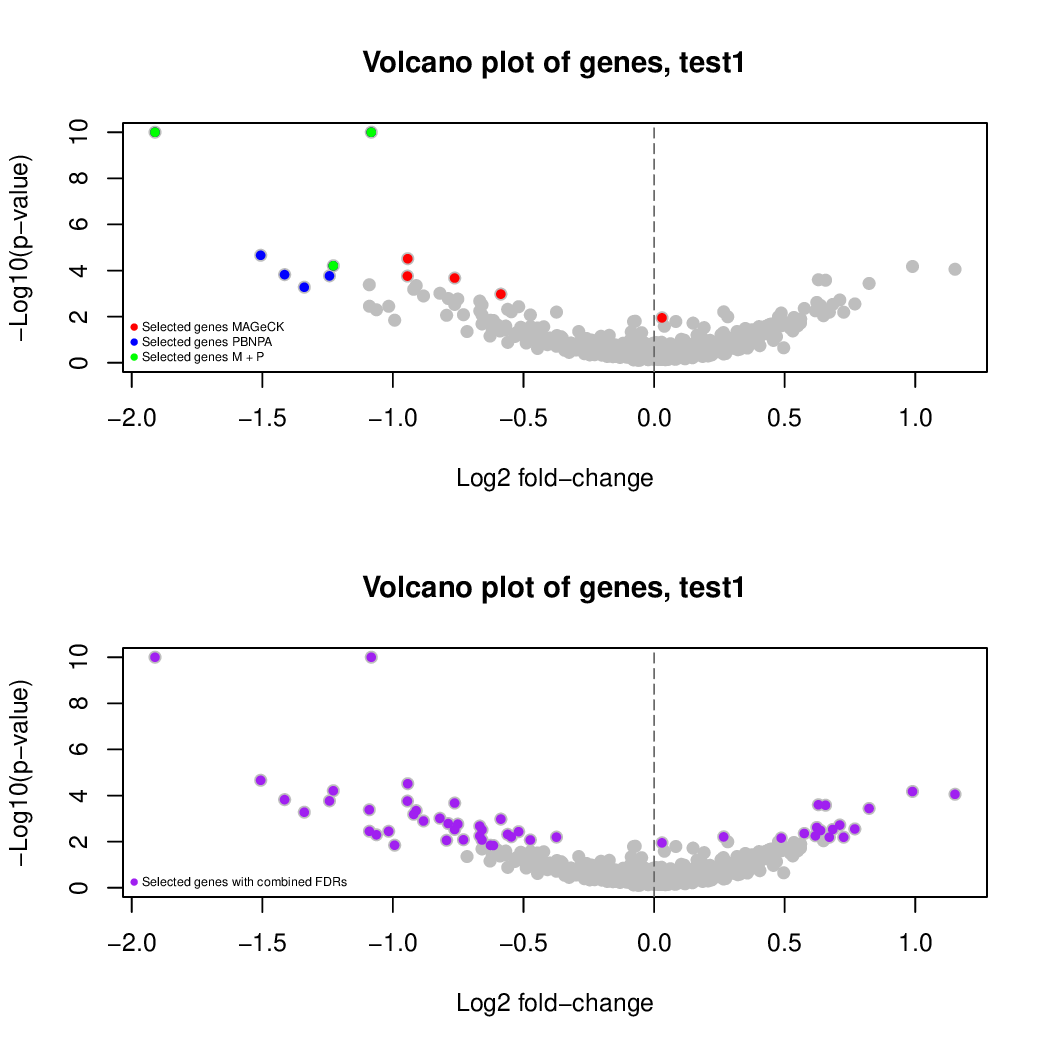 Volcano plot of genes, test1
−Log10(p−value)
10
8
6
4
2
0
Selected genes MAGeCK
Selected genes PBNPA
Selected genes M + P
−2.0 −1.5 −1.0 −0.5 0.0 0.5 1.0
Log2 fold−change
Volcano plot of genes, test1
−Log10(p−value)
10
8
6
4
2
0
Selected genes with combined FDRs
−2.0 −1.5 −1.0 −0.5 0.0 0.5 1.0
Log2 fold−change